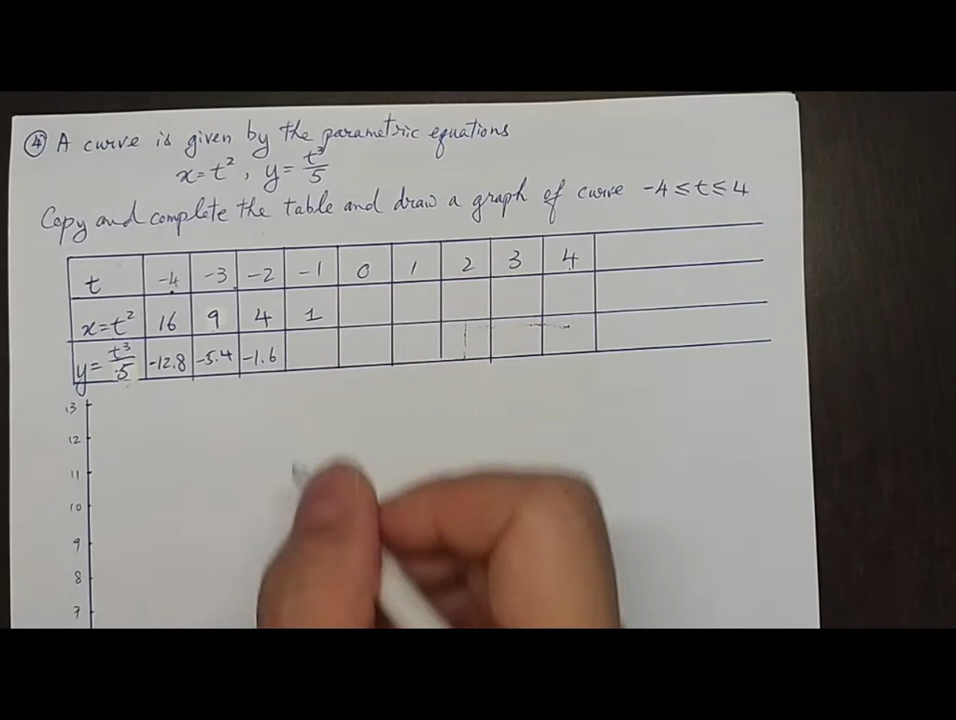 ④ A curve is given by the parametric equations
x=t², y=t³/5
Copy and complete the table and draw a graph of curve -4≤t≤4
t -4 -3 -2 -1 0 1 2 3 4
x=t² 16 9 4 1
y=t³/5 -12.8 -5.4 -1.6
13
12
11
10
9
8
7